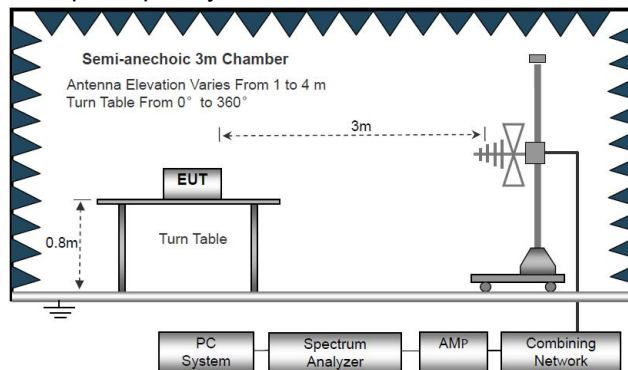 Semi-anechoic 3m Chamber
Antenna Elevation Varies From 1 to 4 m
Turn Table From 0° to 360°
3m
EUT
0.8m
Turn Table
PC
System
Spectrum
Analyzer
AMP
Combining
Network